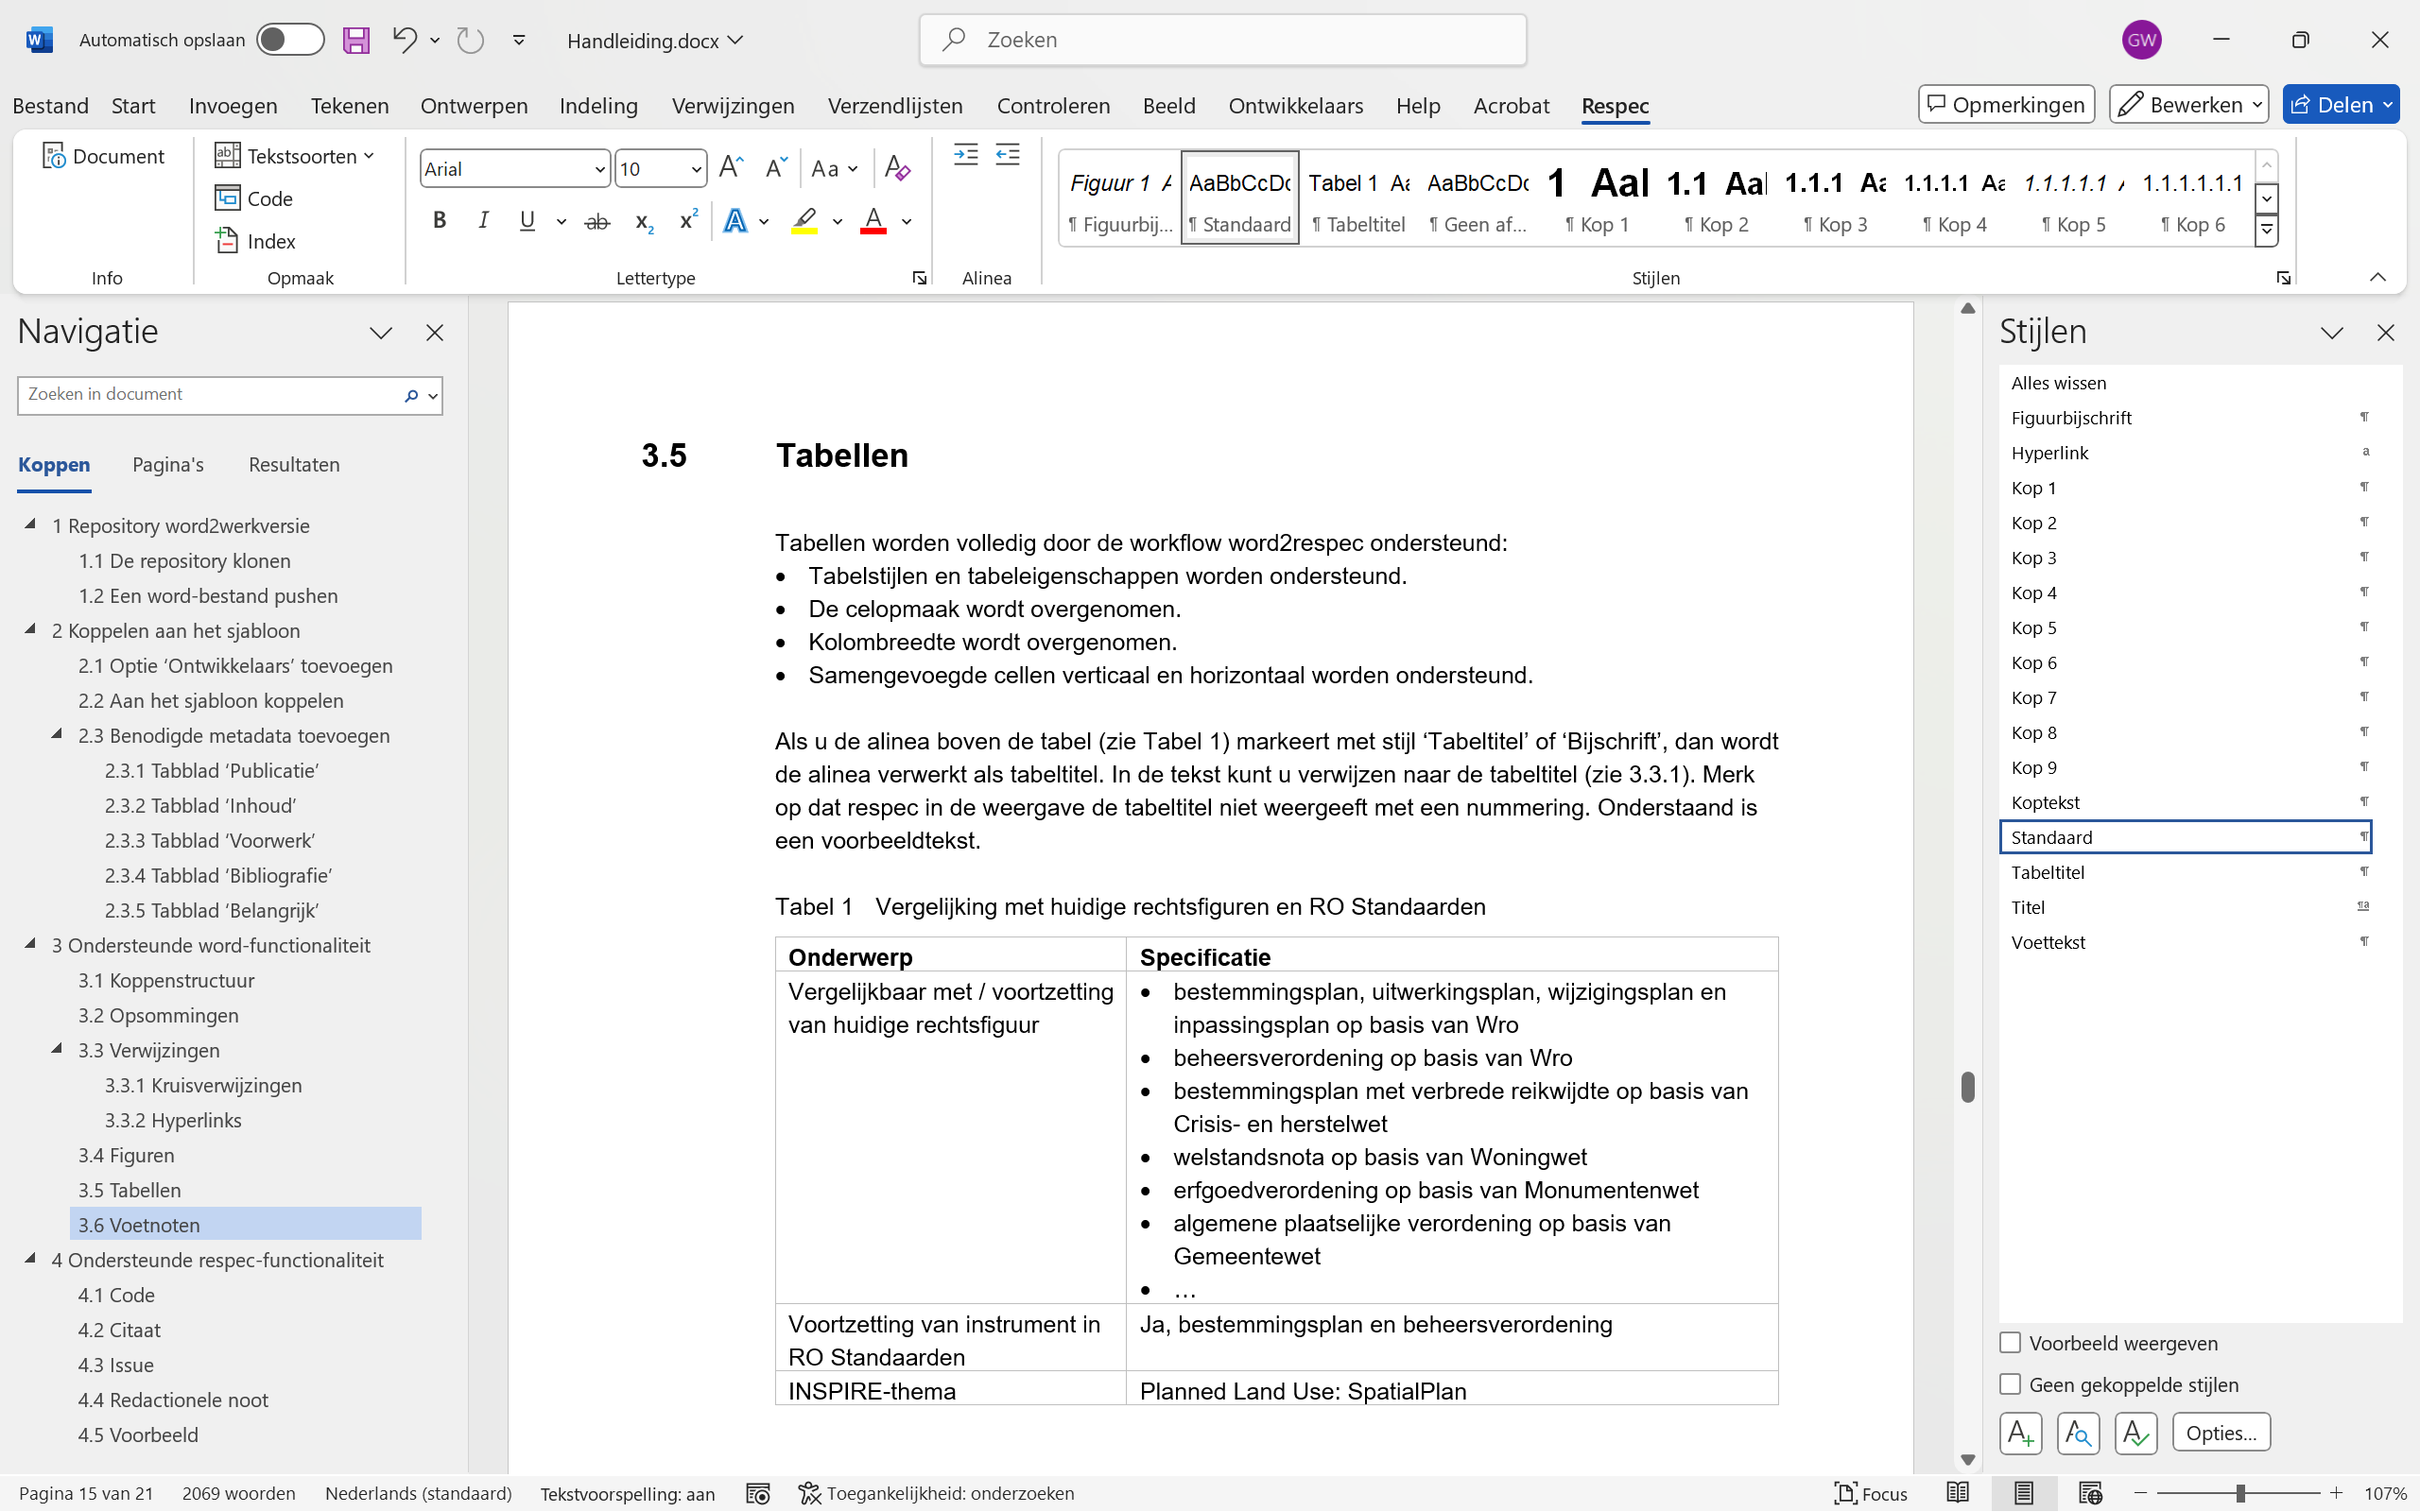 Automatisch opslaan
Handleiding.docx
Zoeken
GW
Bestand Start Invoegen Tekenen Ontwerpen Indeling Verwijzingen Verzendlijsten Controleren Beeld Ontwikkelaars Help Acrobat Respec
Opmerkingen Bewerken Delen
Document
Info
Tekstsoorten
Code
Index
Opmaak
Arial 10
Lettertype
Alinea
Figuur 1 AaBbCcDc Tabel 1 AaBbCcDc 1 Aal 1.1 Aa 1.1.1 Aa 1.1.1.1 Aa 1.1.1.1.1 1.1.1.1.1.1
¶ Figuurbij... ¶ Standaard ¶ Tabeltitel ¶ Geen af... ¶ Kop 1 ¶ Kop 2 ¶ Kop 3 ¶ Kop 4 ¶ Kop 5 ¶ Kop 6
Stijlen
Navigatie
Zoeken in document
Koppen Pagina's Resultaten
1 Repository word2werkversie
1.1 De repository klonen
1.2 Een word-bestand pushen
2 Koppelen aan het sjabloon
2.1 Optie ‘Ontwikkelaars’ toevoegen
2.2 Aan het sjabloon koppelen
2.3 Benodigde metadata toevoegen
2.3.1 Tabblad ‘Publicatie’
2.3.2 Tabblad ‘Inhoud’
2.3.3 Tabblad ‘Voorwerk’
2.3.4 Tabblad ‘Bibliografie’
2.3.5 Tabblad ‘Belangrijk’
3 Ondersteunde word-functionaliteit
3.1 Koppenstructuur
3.2 Opsommingen
3.3 Verwijzingen
3.3.1 Kruisverwijzingen
3.3.2 Hyperlinks
3.4 Figuren
3.5 Tabellen
3.6 Voetnoten
4 Ondersteunde respec-functionaliteit
4.1 Code
4.2 Citaat
4.3 Issue
4.4 Redactionele noot
4.5 Voorbeeld
3.5 Tabellen
Tabellen worden volledig door de workflow word2respec ondersteund:
• Tabelstijlen en tabeleigenschappen worden ondersteund.
• De celopmaak wordt overgenomen.
• Kolombreedte wordt overgenomen.
• Samengevoegde cellen verticaal en horizontaal worden ondersteund.
Als u de alinea boven de tabel (zie Tabel 1) markeert met stijl ‘Tabeltitel’ of ‘Bijschrift’, dan wordt
de alinea verwerkt als tabeltitel. In de tekst kunt u verwijzen naar de tabeltitel (zie 3.3.1). Merk
op dat respec in de weergave de tabeltitel niet weergeeft met een nummering. Onderstaand is
een voorbeeldtekst.
Tabel 1 Vergelijking met huidige rechtsfiguren en RO Standaarden
Onderwerp Specificatie
Vergelijkbaar met / voortzetting
van huidige rechtsfiguur
• bestemmingsplan, uitwerkingsplan, wijzigingsplan en
inpassingsplan op basis van Wro
• beheersverordening op basis van Wro
• bestemmingsplan met verbrede reikwijdte op basis van
Crisis- en herstelwet
• welstandsnota op basis van Woningwet
• erfgoedverordening op basis van Monumentenwet
• algemene plaatselijke verordening op basis van
Gemeentewet
• …
Voortzetting van instrument in
RO Standaarden
Ja, bestemmingsplan en beheersverordening
INSPIRE-thema Planned Land Use: SpatialPlan
Stijlen
Alles wissen
Figuurbijschrift ¶
Hyperlink a
Kop 1 ¶
Kop 2 ¶
Kop 3 ¶
Kop 4 ¶
Kop 5 ¶
Kop 6 ¶
Kop 7 ¶
Kop 8 ¶
Kop 9 ¶
Koptekst ¶
Standaard ¶
Tabeltitel ¶
Titel ¶a
Voettekst ¶
Voorbeeld weergeven
Geen gekoppelde stijlen
Opties...
Pagina 15 van 21 2069 woorden Nederlands (standaard) Tekstvoorspelling: aan Toegankelijkheid: onderzoeken
Focus 107%